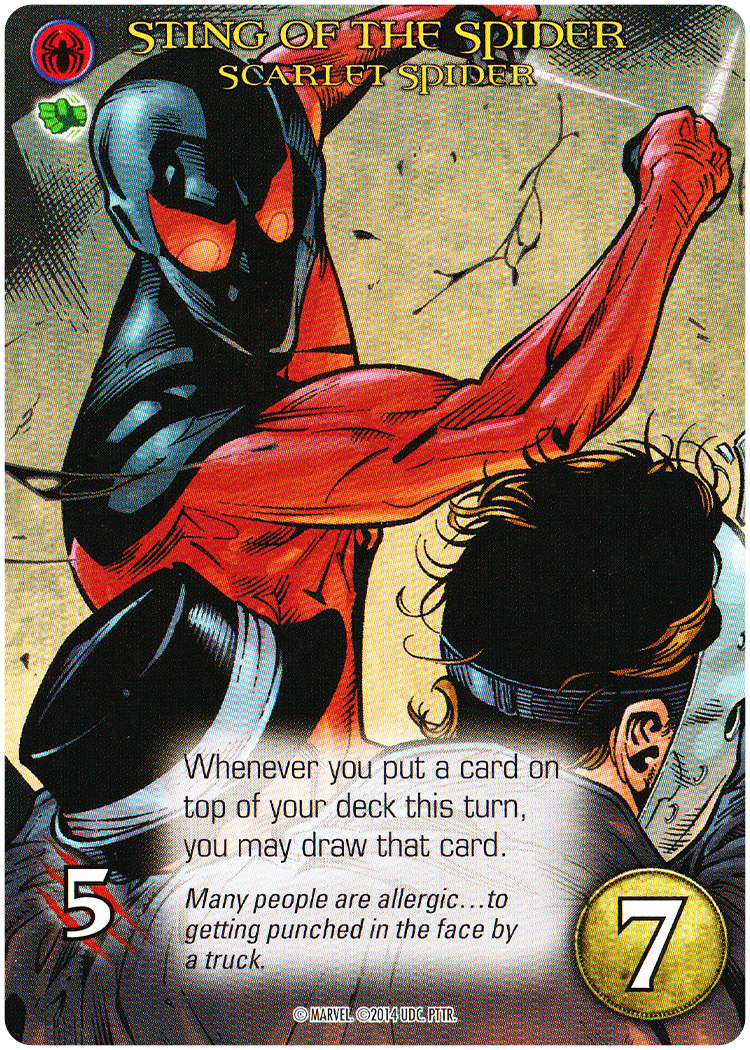 STING OF THE SPIDER
SCARLET SPIDER
Whenever you put a card on
top of your deck this turn,
you may draw that card.
Many people are allergic...to
getting punched in the face by
a truck.
5
7
© MARVEL. ©2014 UDC. PTTR.